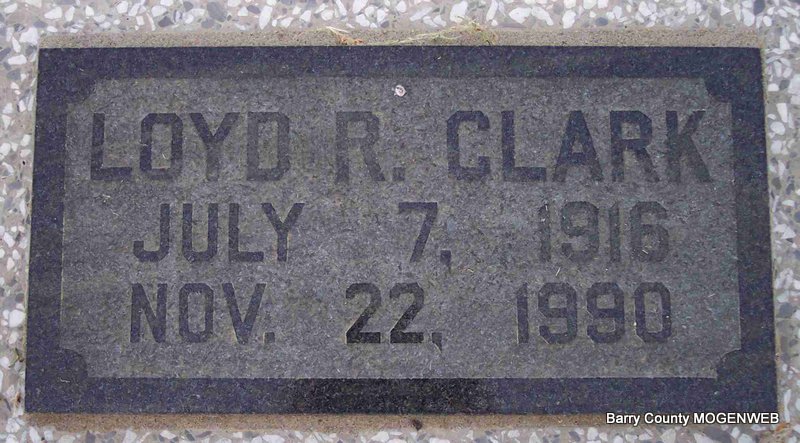 LOYD R. CLARK
JULY 7, 1916
NOV. 22, 1990
Barry County MOGENWEB